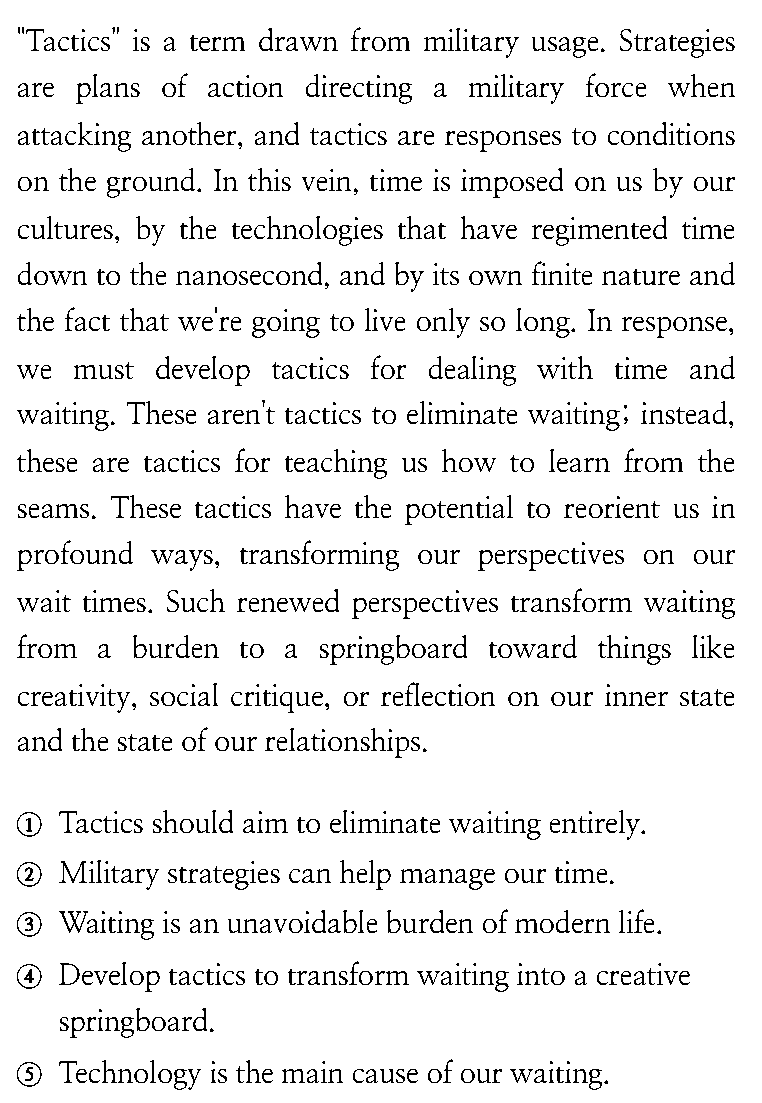 "Tactics" is a term drawn from military usage. Strategies
are plans of action directing a military force when
attacking another, and tactics are responses to conditions
on the ground. In this vein, time is imposed on us by our
cultures, by the technologies that have regimented time
down to the nanosecond, and by its own finite nature and
the fact that we're going to live only so long. In response,
we must develop tactics for dealing with time and
waiting. These aren't tactics to eliminate waiting; instead,
these are tactics for teaching us how to learn from the
seams. These tactics have the potential to reorient us in
profound ways, transforming our perspectives on our
wait times. Such renewed perspectives transform waiting
from a burden to a springboard toward things like
creativity, social critique, or reflection on our inner state
and the state of our relationships.
① Tactics should aim to eliminate waiting entirely.
② Military strategies can help manage our time.
③ Waiting is an unavoidable burden of modern life.
④ Develop tactics to transform waiting into a creative
springboard.
⑤ Technology is the main cause of our waiting.